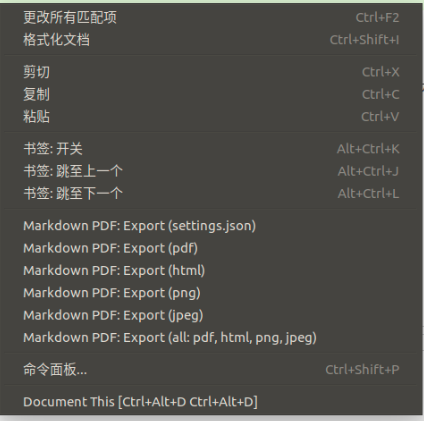 更改所有匹配项 Ctrl+F2
格式化文档 Ctrl+Shift+I
剪切 Ctrl+X
复制 Ctrl+C
粘贴 Ctrl+V
书签: 开关 Alt+Ctrl+K
书签: 跳至上一个 Alt+Ctrl+J
书签: 跳至下一个 Alt+Ctrl+L
Markdown PDF: Export (settings.json)
Markdown PDF: Export (pdf)
Markdown PDF: Export (html)
Markdown PDF: Export (png)
Markdown PDF: Export (jpeg)
Markdown PDF: Export (all: pdf, html, png, jpeg)
命令面板... Ctrl+Shift+P
Document This [Ctrl+Alt+D Ctrl+Alt+D]